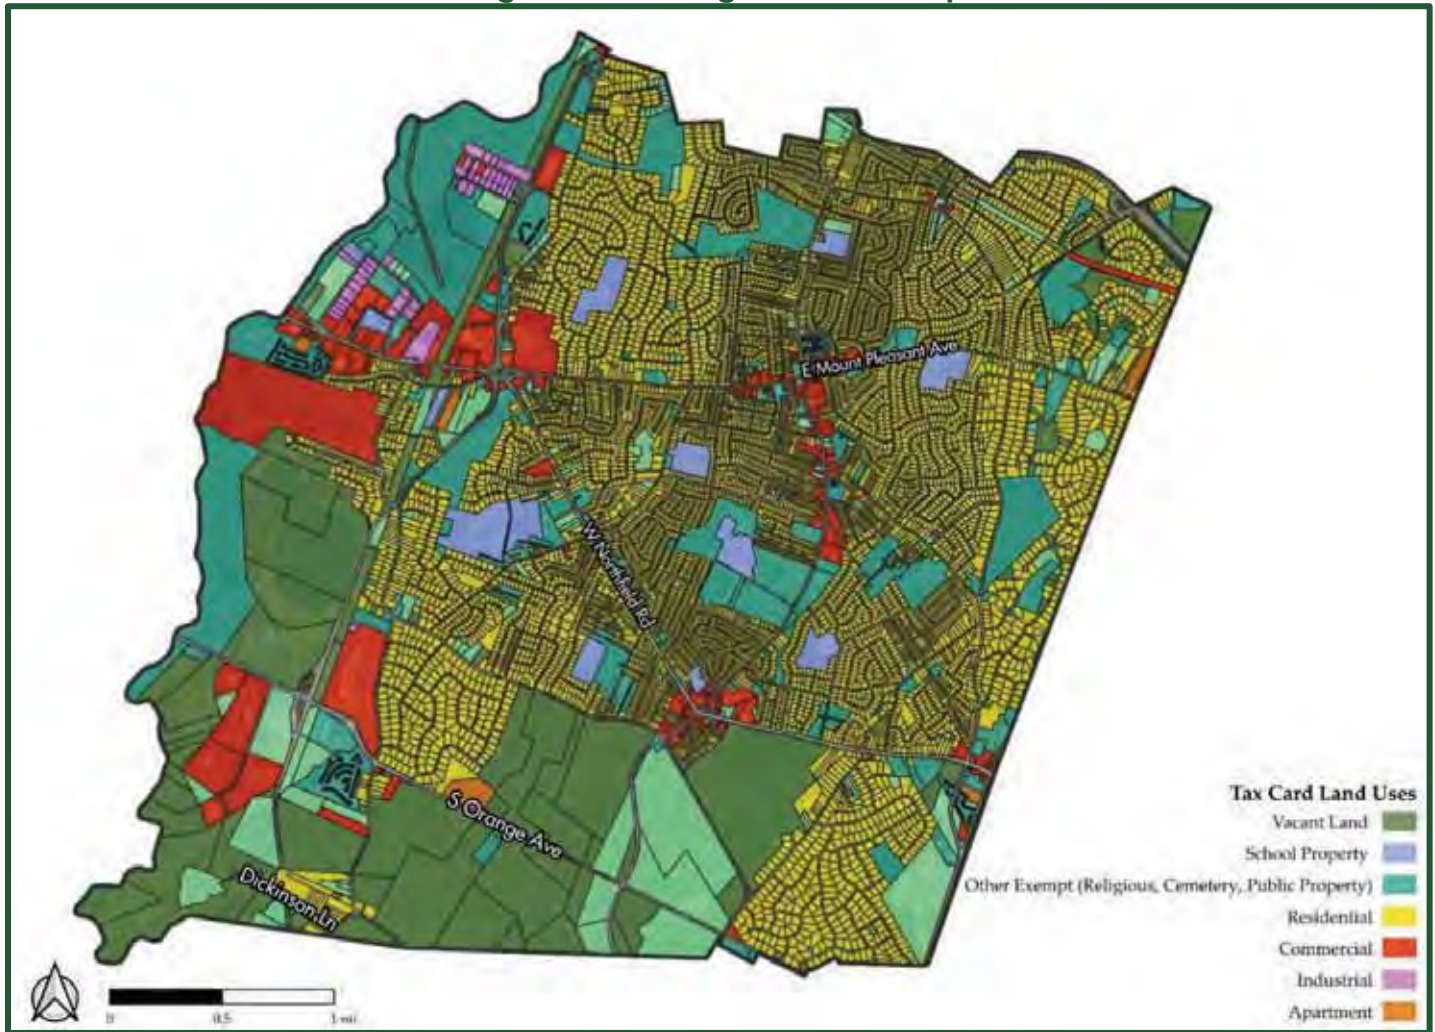 E Mount Pleasant Ave
W Northfield Rd
S Orange Ave
Dickinson Ln
Tax Card Land Uses
Vacant Land
School Property
Other Exempt (Religious, Cemetery, Public Property)
Residential
Commercial
Industrial
Apartment
0 0.5 1 mi